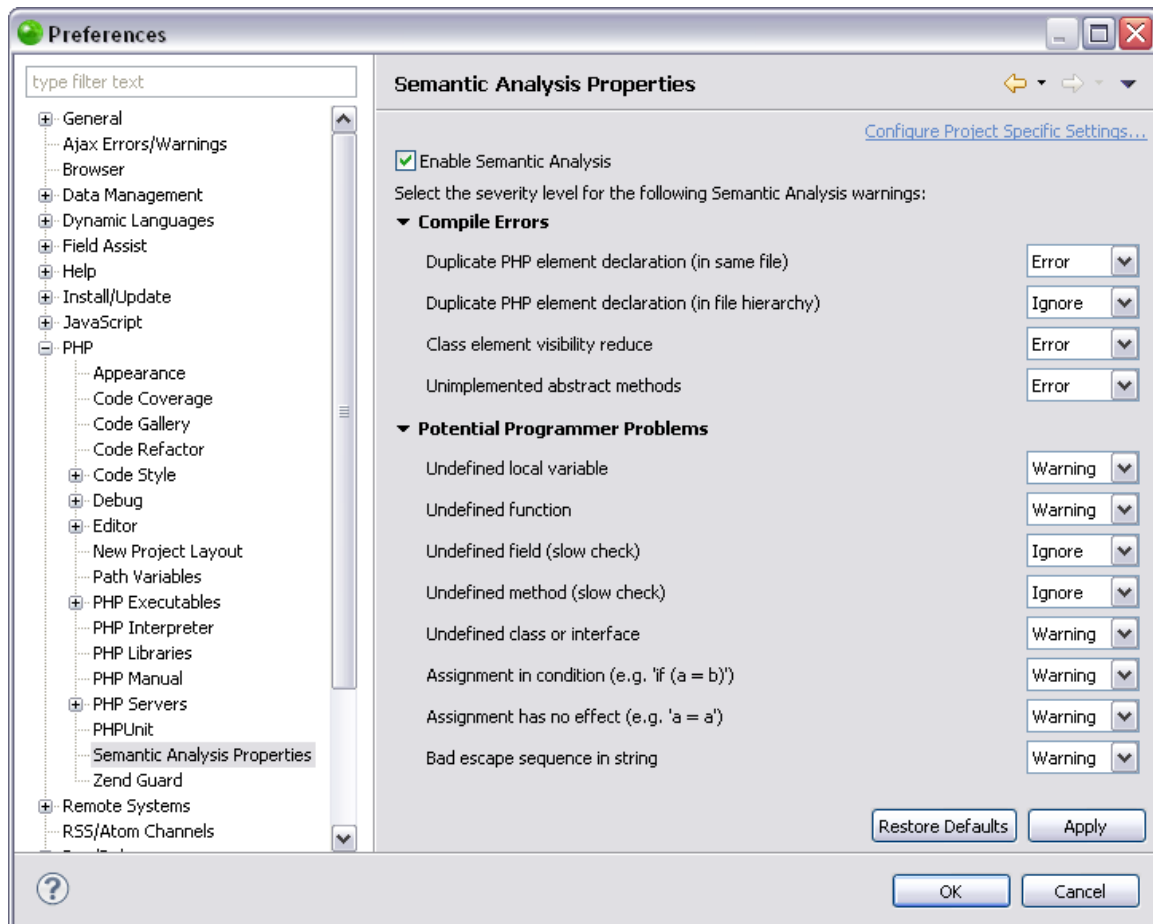 Preferences
type filter text
General
Ajax Errors/Warnings
Browser
Data Management
Dynamic Languages
Field Assist
Help
Install/Update
JavaScript
PHP
Appearance
Code Coverage
Code Gallery
Code Refactor
Code Style
Debug
Editor
New Project Layout
Path Variables
PHP Executables
PHP Interpreter
PHP Libraries
PHP Manual
PHP Servers
PHPUnit
Semantic Analysis Properties
Zend Guard
Remote Systems
RSS/Atom Channels
Semantic Analysis Properties
Configure Project Specific Settings...
Enable Semantic Analysis
Select the severity level for the following Semantic Analysis warnings:
Compile Errors
Duplicate PHP element declaration (in same file) Error
Duplicate PHP element declaration (in file hierarchy) Ignore
Class element visibility reduce Error
Unimplemented abstract methods Error
Potential Programmer Problems
Undefined local variable Warning
Undefined function Warning
Undefined field (slow check) Ignore
Undefined method (slow check) Ignore
Undefined class or interface Warning
Assignment in condition (e.g. 'if (a = b)') Warning
Assignment has no effect (e.g. 'a = a') Warning
Bad escape sequence in string Warning
Restore Defaults Apply
? OK Cancel